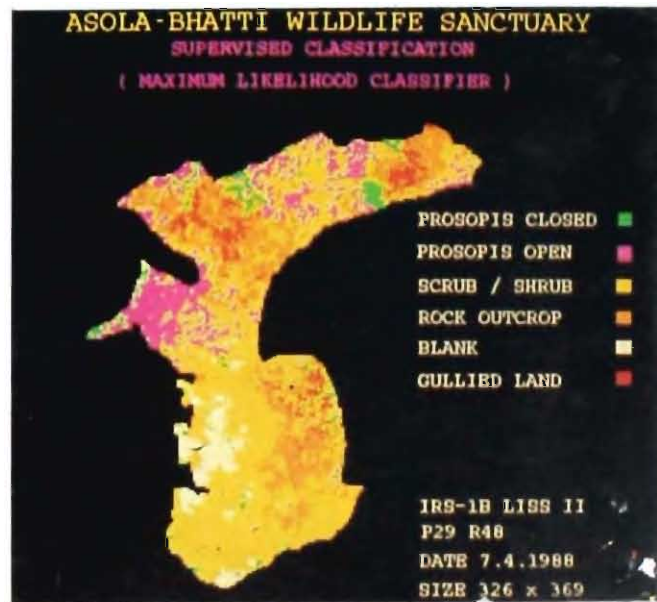 ASOLA-BHATTI WILDLIFE SANCTUARY
SUPERVISED CLASSIFICATION
( MAXIMUM LIKELIHOOD CLASSIFIER )
PROSOPIS CLOSED
PROSOPIS OPEN
SCRUB / SHRUB
ROCK OUTCROP
BLANK
GULLIED LAND
IRS-1B LISS II
P29 R48
DATE 7.4.1988
SIZE 326 x 369